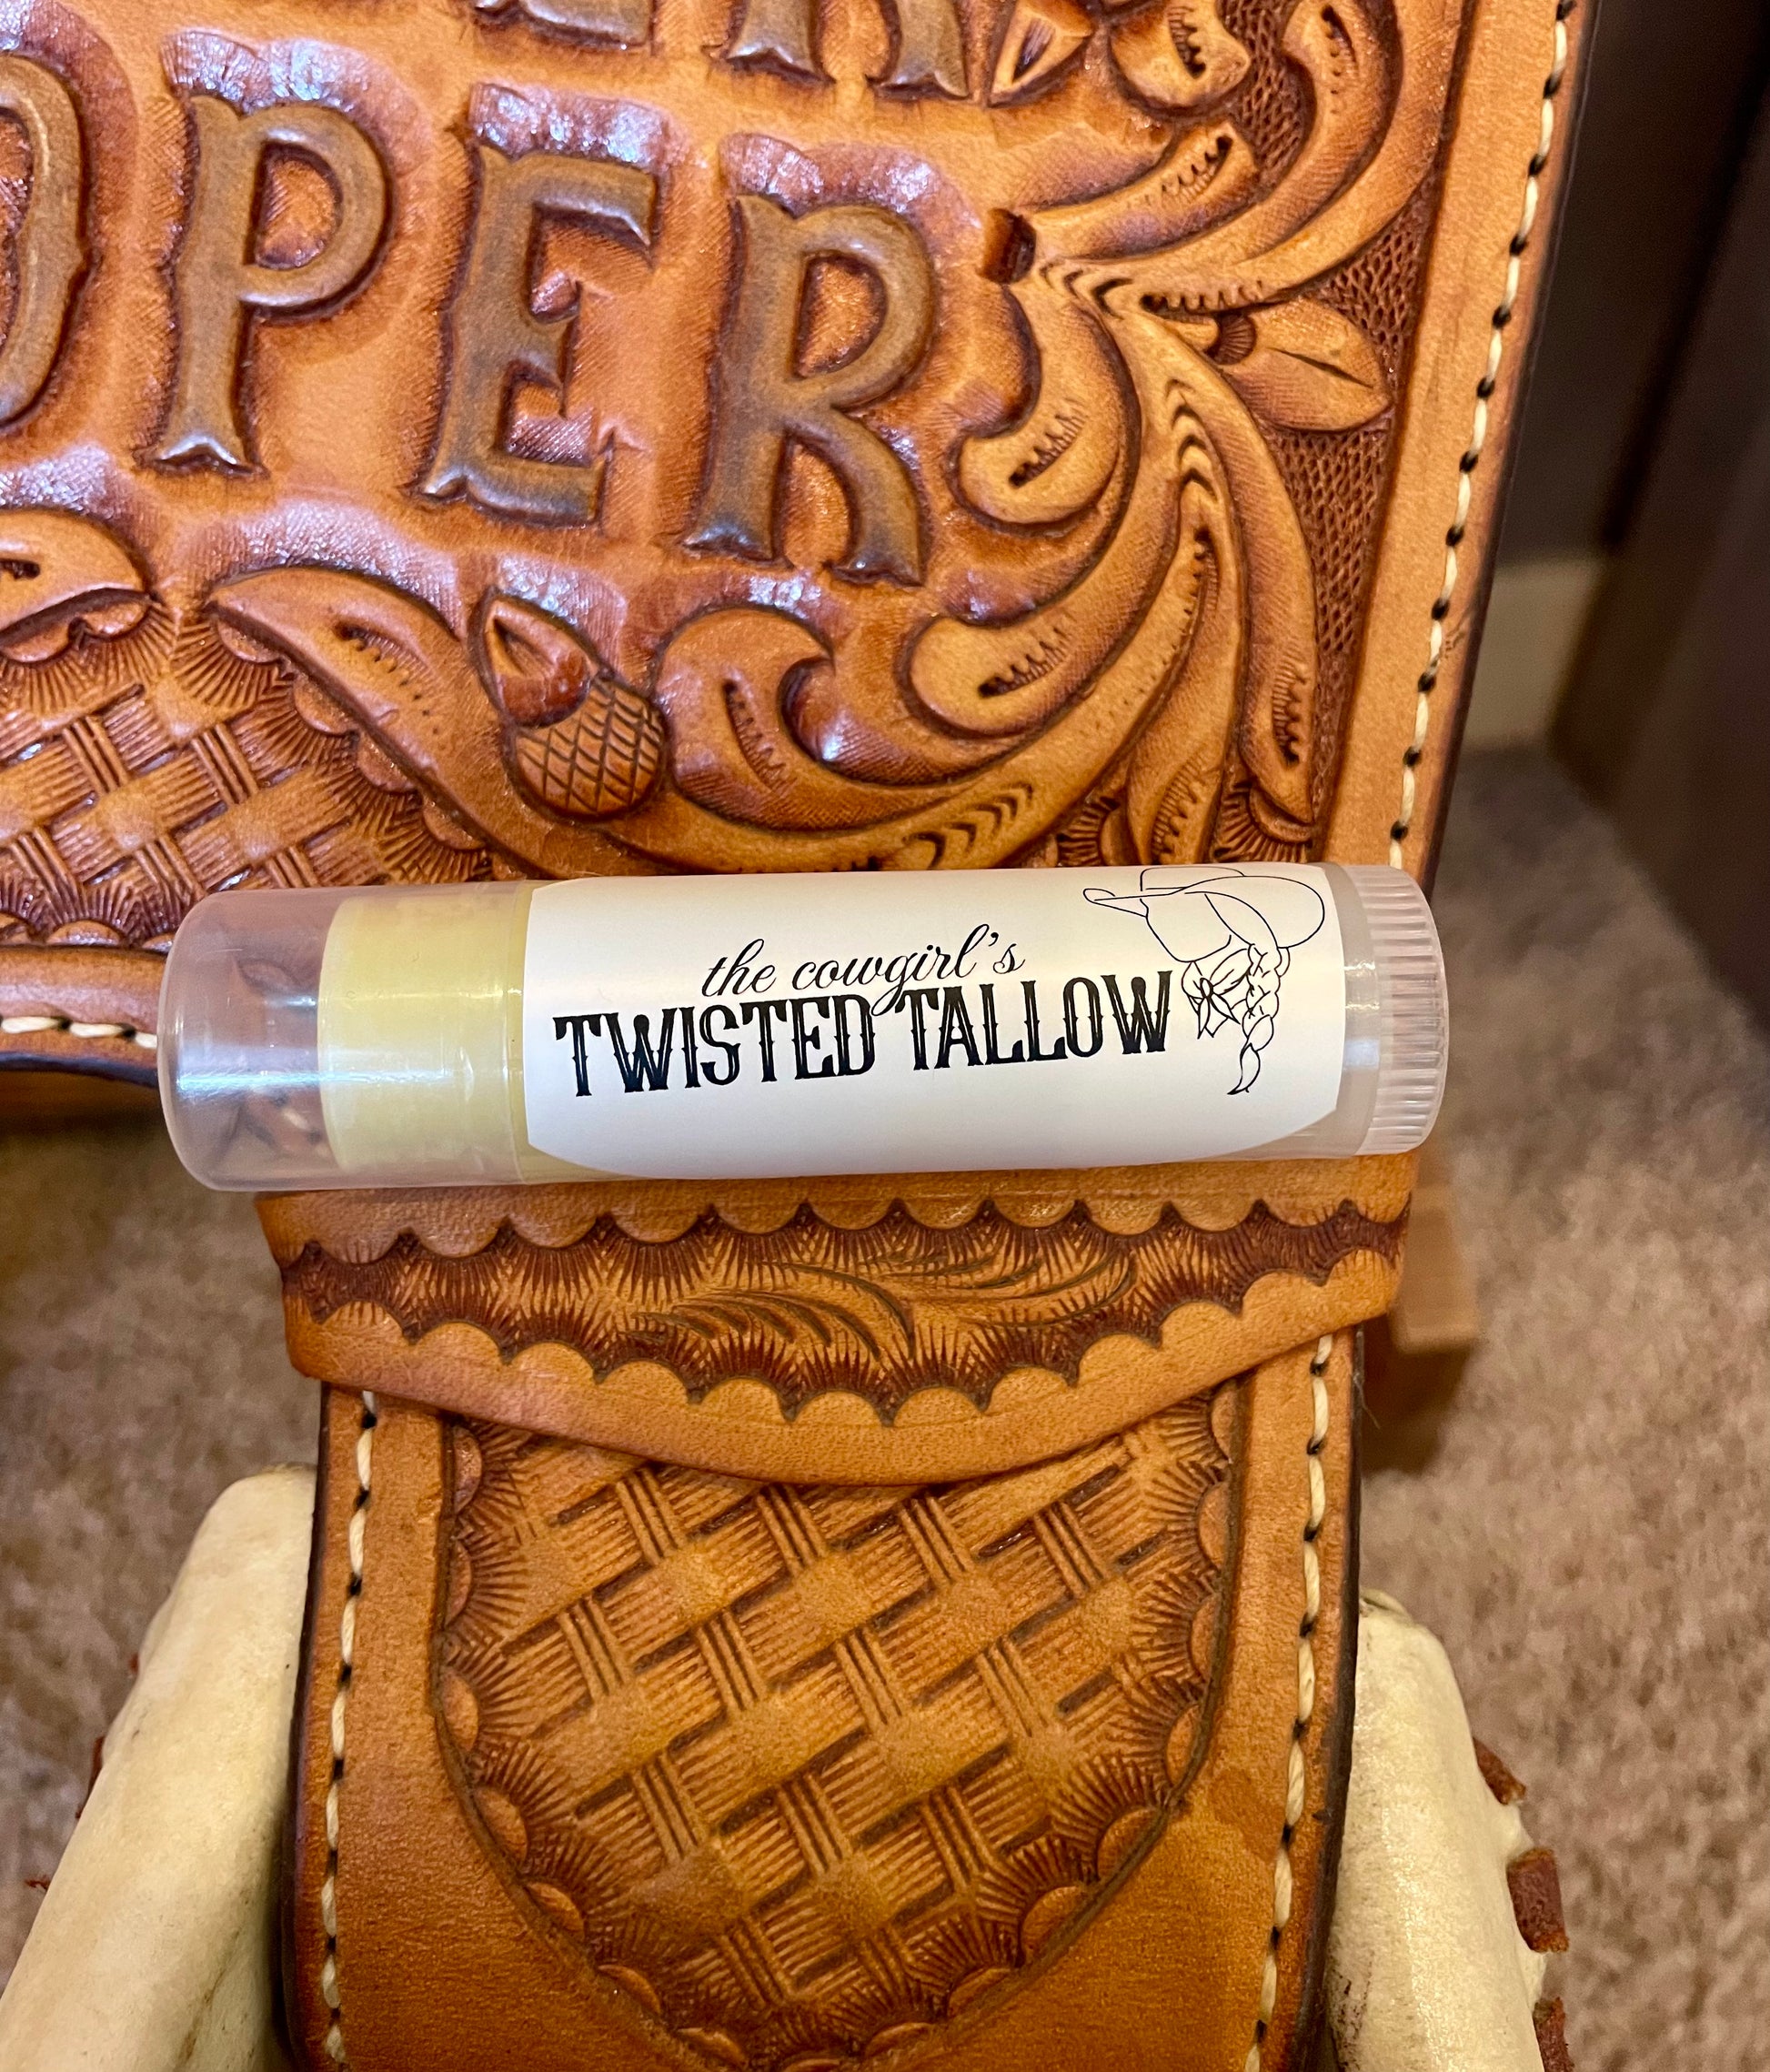 OPER
the cowgirl's
TWISTED TALLOW